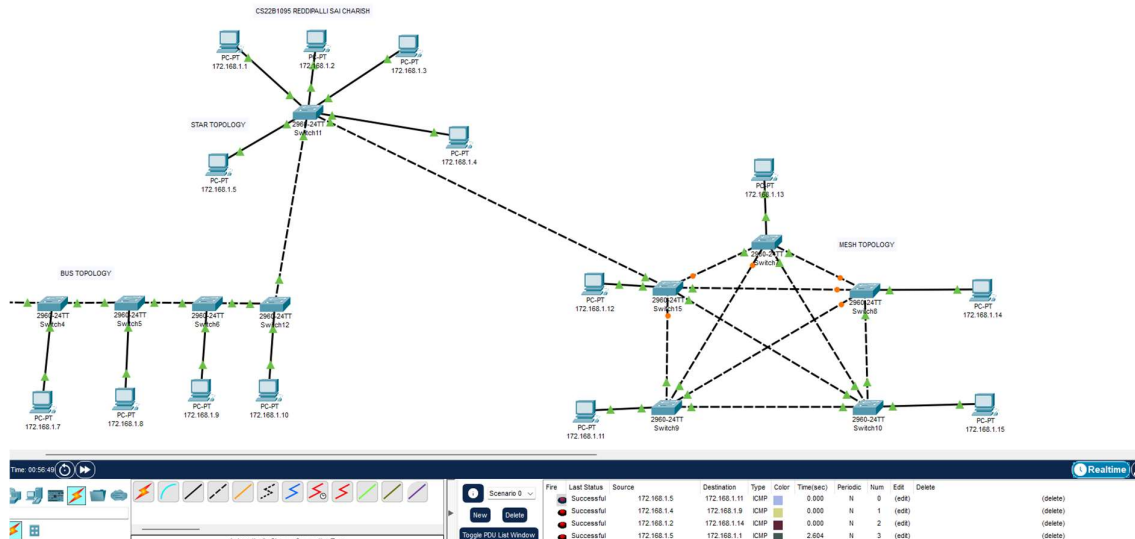 CS22B1095 REDDIPALLI SAI CHARISH
PC-PT
172.168.1.1
PC-PT
172.168.1.2
PC-PT
172.168.1.3
STAR TOPOLOGY
2960-24TT
Switch11
PC-PT
172.168.1.4
PC-PT
172.168.1.5
PC-PT
172.168.1.13
2960-24TT
MESH TOPOLOGY
BUS TOPOLOGY
2960-24TT
Switch4
2960-24TT
Switch5
2960-24TT
Switch6
2960-24TT
Switch12
PC-PT
172.168.1.12
2960-24TT
Switch15
2960-24TT
Switch8
PC-PT
172.168.1.14
PC-PT
172.168.1.7
PC-PT
172.168.1.8
PC-PT
172.168.1.9
PC-PT
172.168.1.10
PC-PT
172.168.1.11
2960-24TT
Switch9
2960-24TT
Switch10
PC-PT
172.168.1.15
Time: 00:56:49
Realtime
Scenario 0
New Delete
Toggle PDU List Window
Fire Last Status Source Destination Type Color Time(sec) Periodic Num Edit Delete
Successful 172.168.1.5 172.168.1.11 ICMP 0.000 N 0 (edit) (delete)
Successful 172.168.1.4 172.168.1.9 ICMP 0.000 N 1 (edit) (delete)
Successful 172.168.1.2 172.168.1.14 ICMP 0.000 N 2 (edit) (delete)
Successful 172.168.1.5 172.168.1.1 ICMP 2.604 N 3 (edit) (delete)